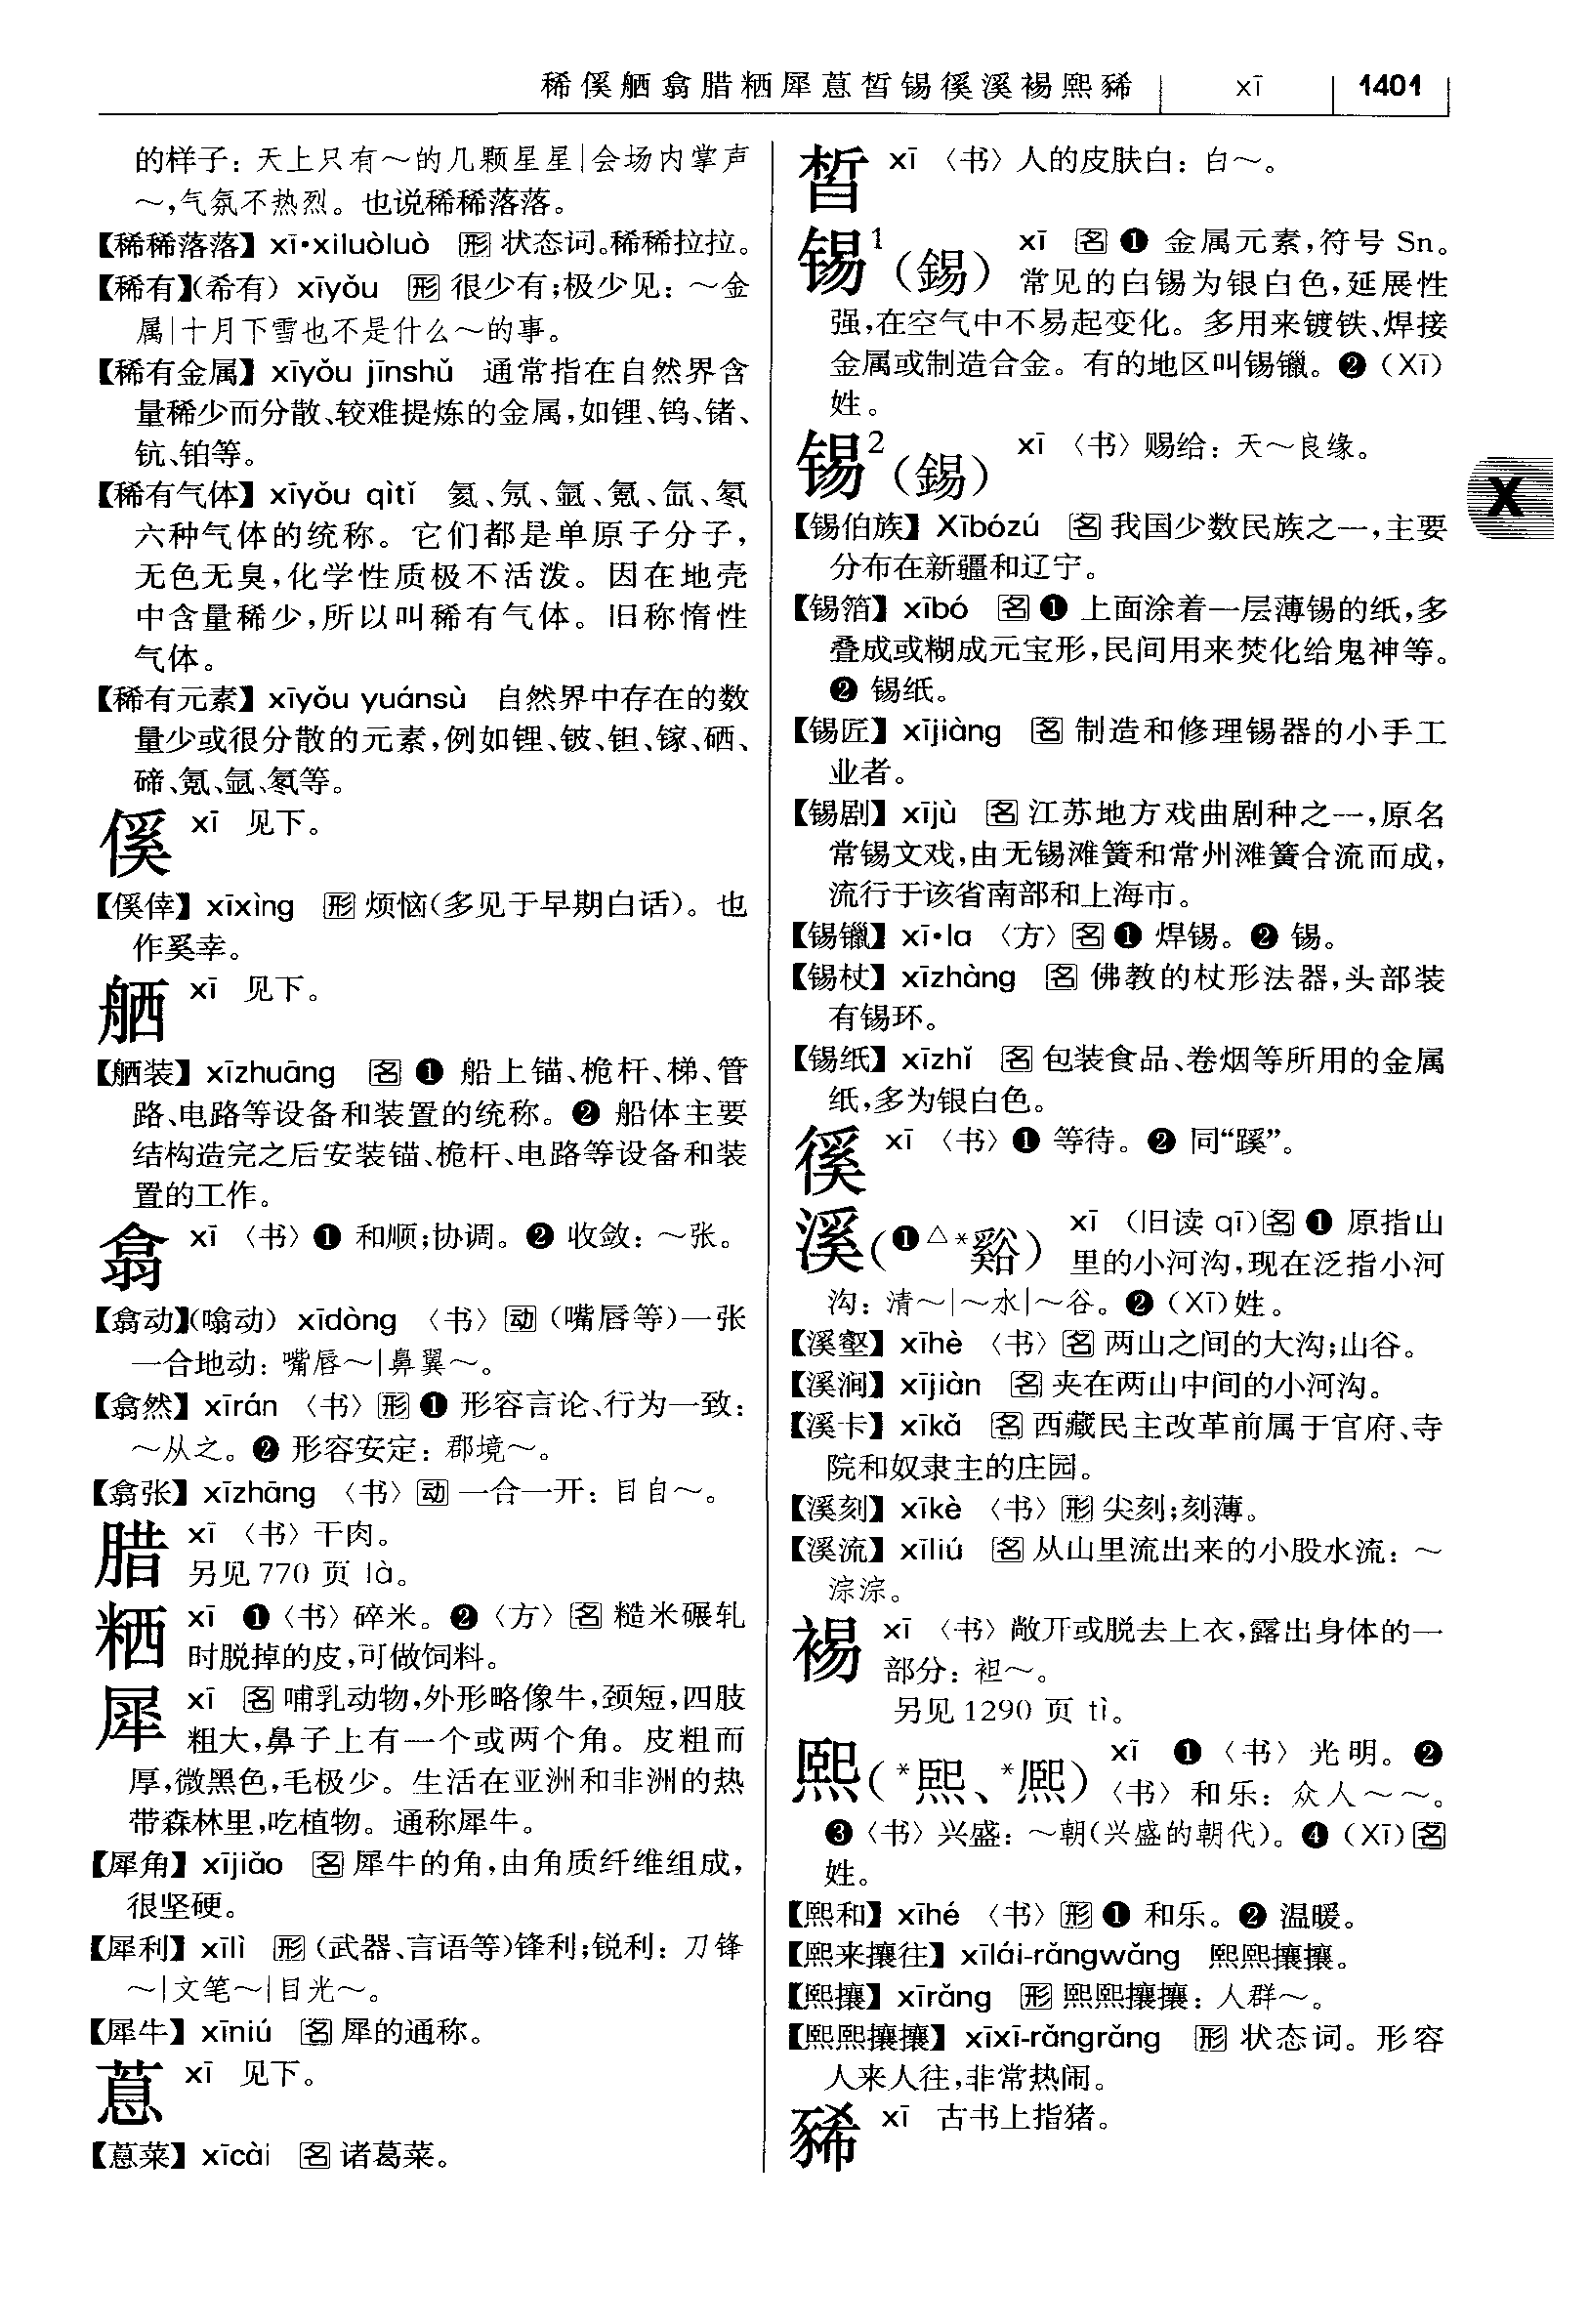 稀傒舾翕腊粞犀葸皙锡徯溪裼熙豨 xī 1401
的样子：天上只有～的几颗星星|会场内掌声
～，气氛不热烈。也说稀稀落落。
【稀稀落落】xī·xiluòluò 形 状态词。稀稀拉拉。
【稀有】(希有) xīyǒu 形 很少有；极少见：～金
属|十月下雪也不是什么～的事。
【稀有金属】xīyǒu jīnshǔ 通常指在自然界含
量稀少而分散、较难提炼的金属，如锂、钨、锗、
钪、铂等。
【稀有气体】xīyǒu qìtǐ 氦、氖、氩、氪、氙、氡
六种气体的统称。它们都是单原子分子，
无色无臭，化学性质极不活泼。因在地壳
中含量稀少，所以叫稀有气体。旧称惰性
气体。
【稀有元素】xīyǒu yuánsù 自然界中存在的数
量少或很分散的元素，例如锂、铍、钽、镓、硒、
碲、氪、氩、氡等。
傒 xī 见下。
【傒倖】xīxìng 形 烦恼(多见于早期白话)。也
作奚幸。
舾 xī 见下。
【舾装】xīzhuāng 名 ❶ 船上锚、桅杆、梯、管
路、电路等设备和装置的统称。❷ 船体主要
结构造完之后安装锚、桅杆、电路等设备和装
置的工作。
翕 xī 〈书〉❶ 和顺；协调。❷ 收敛：～张。
【翕动】(噏动) xīdòng 〈书〉动 (嘴唇等)一张
一合地动：嘴唇～|鼻翼～。
【翕然】xīrán 〈书〉形 ❶ 形容言论、行为一致：
～从之。❷ 形容安定：郡境～。
【翕张】xīzhāng 〈书〉动 一合一开：目自～。
腊 xī 〈书〉干肉。
另见 770 页 là。
粞 xī ❶〈书〉碎米。❷〈方〉名 糙米碾轧
时脱掉的皮，可做饲料。
犀 xī 名 哺乳动物，外形略像牛，颈短，四肢
粗大，鼻子上有一个或两个角。皮粗而
厚，微黑色，毛极少。生活在亚洲和非洲的热
带森林里，吃植物。通称犀牛。
【犀角】xījiǎo 名 犀牛的角，由角质纤维组成，
很坚硬。
【犀利】xīlì 形 (武器、言语等)锋利；锐利：刀锋
～|文笔～|目光～。
【犀牛】xīniú 名 犀的通称。
葸 xī 见下。
【葸菜】xīcài 名 诸葛菜。
皙 xī 〈书〉人的皮肤白：白～。
锡¹(錫) xī 名 ❶ 金属元素，符号 Sn。
常见的白锡为银白色，延展性
强，在空气中不易起变化。多用来镀铁、焊接
金属或制造合金。有的地区叫锡镴。❷ (Xī)
姓。
锡²(錫) xī 〈书〉赐给：天～良缘。
【锡伯族】Xībózú 名 我国少数民族之一，主要
分布在新疆和辽宁。
【锡箔】xībó 名 ❶ 上面涂着一层薄锡的纸，多
叠成或糊成元宝形，民间用来焚化给鬼神等。
❷ 锡纸。
【锡匠】xījiàng 名 制造和修理锡器的小手工
业者。
【锡剧】xījù 名 江苏地方戏曲剧种之一，原名
常锡文戏，由无锡滩簧和常州滩簧合流而成，
流行于该省南部和上海市。
【锡镴】xī·la 〈方〉名 ❶ 焊锡。❷ 锡。
【锡杖】xīzhàng 名 佛教的杖形法器，头部装
有锡环。
【锡纸】xīzhǐ 名 包装食品、卷烟等所用的金属
纸，多为银白色。
徯 xī 〈书〉❶ 等待。❷ 同“蹊”。
溪(❶△*谿) xī (旧读 qī)名 ❶ 原指山
里的小河沟，现在泛指小河
沟：清～|～水|～谷。❷ (Xī)姓。
【溪壑】xīhè 〈书〉名 两山之间的大沟；山谷。
【溪涧】xījiàn 名 夹在两山中间的小河沟。
【溪卡】xīkǎ 名 西藏民主改革前属于官府、寺
院和奴隶主的庄园。
【溪刻】xīkè 〈书〉形 尖刻；刻薄。
【溪流】xīliú 名 从山里流出来的小股水流：～
淙淙。
裼 xī 〈书〉敞开或脱去上衣，露出身体的一
部分：袒～。
另见 1290 页 tì。
熙(*熈、*熙) xī ❶〈书〉光明。❷
〈书〉和乐：众人～～。
❸〈书〉兴盛：～朝(兴盛的朝代)。❹ (Xī)名
姓。
【熙和】xīhé 〈书〉形 ❶ 和乐。❷ 温暖。
【熙来攘往】xīlái-rǎngwǎng 熙熙攘攘。
【熙攘】xīrǎng 形 熙熙攘攘：人群～。
【熙熙攘攘】xīxī-rǎngrǎng 形 状态词。形容
人来人往，非常热闹。
豨 xī 古书上指猪。
X